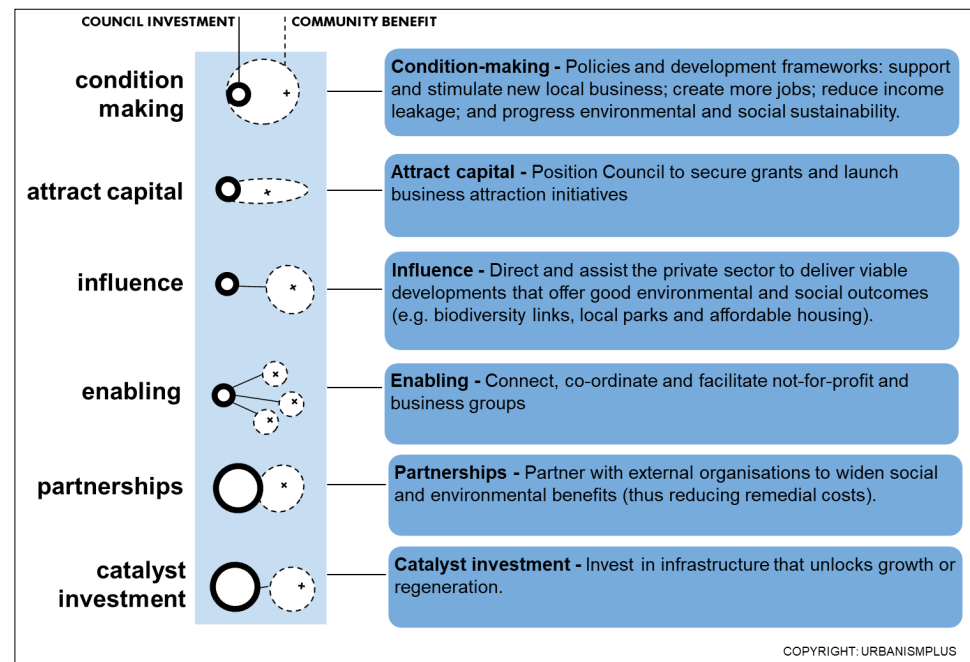 COUNCIL INVESTMENT
COMMUNITY BENEFIT
condition
making
Condition-making - Policies and development frameworks: support
and stimulate new local business; create more jobs; reduce income
leakage; and progress environmental and social sustainability.
attract capital
Attract capital - Position Council to secure grants and launch
business attraction initiatives
influence
Influence - Direct and assist the private sector to deliver viable
developments that offer good environmental and social outcomes
(e.g. biodiversity links, local parks and affordable housing).
enabling
Enabling - Connect, co-ordinate and facilitate not-for-profit and
business groups
partnerships
Partnerships - Partner with external organisations to widen social
and environmental benefits (thus reducing remedial costs).
catalyst
investment
Catalyst investment - Invest in infrastructure that unlocks growth or
regeneration.
COPYRIGHT: URBANISMPLUS